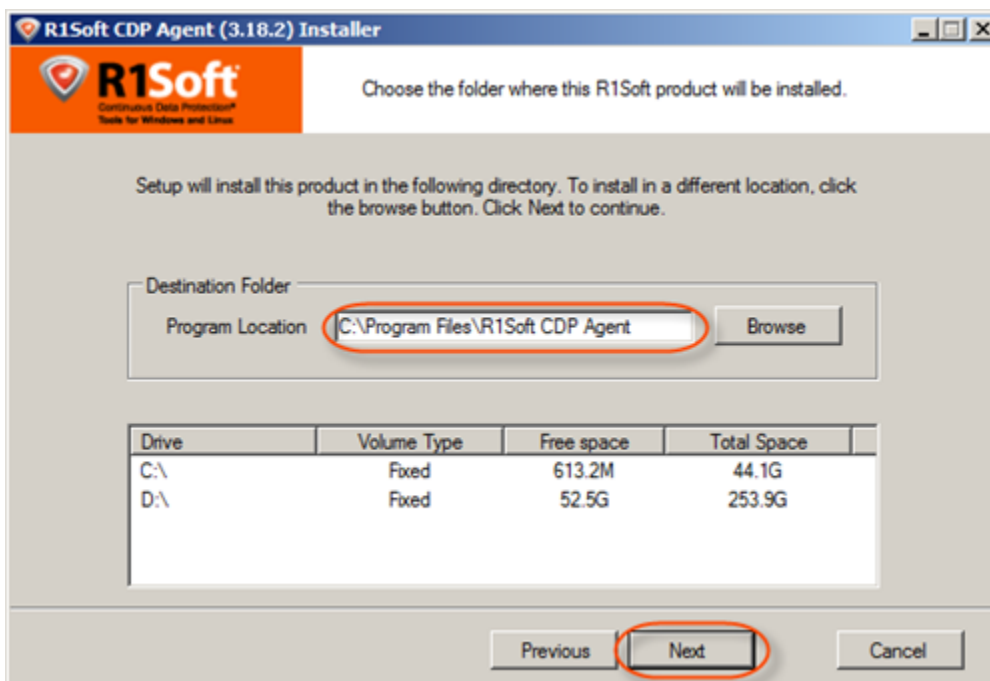 R1Soft CDP Agent (3.18.2) Installer
R1Soft
Continuous Data Protection®
Tools for Windows and Linux
Choose the folder where this R1Soft product will be installed.
Setup will install this product in the following directory. To install in a different location, click
the browse button. Click Next to continue.
Destination Folder
Program Location C:\Program Files\R1Soft CDP Agent Browse
Drive Volume Type Free space Total Space
C:\ Fixed 613.2M 44.1G
D:\ Fixed 52.5G 253.9G
Previous Next Cancel